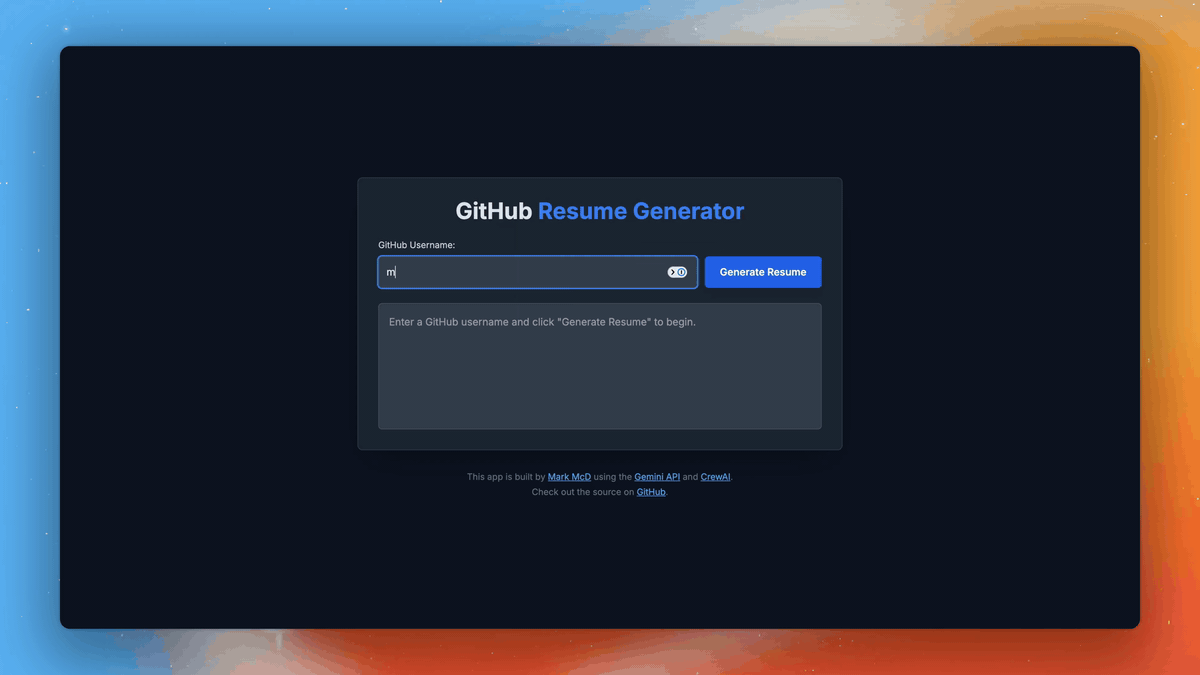 GitHub Resume Generator
GitHub Username:
m
Generate Resume
Enter a GitHub username and click "Generate Resume" to begin.
This app is built by Mark McD using the Gemini API and CrewAI.
Check out the source on GitHub.